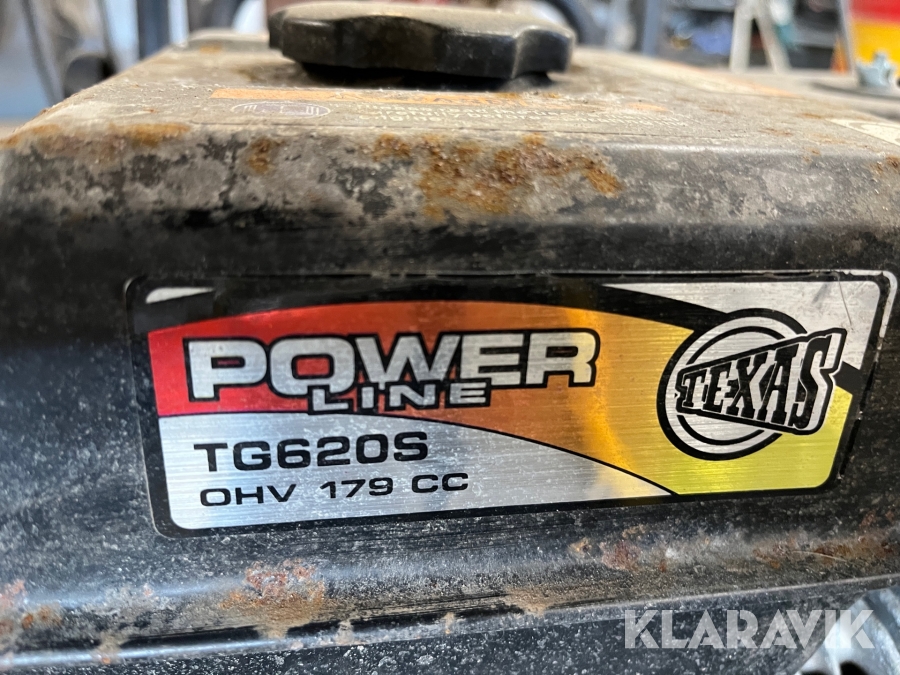 POWER
LINE
TEXAS
TG620S
OHV 179 CC
KLARAVIK